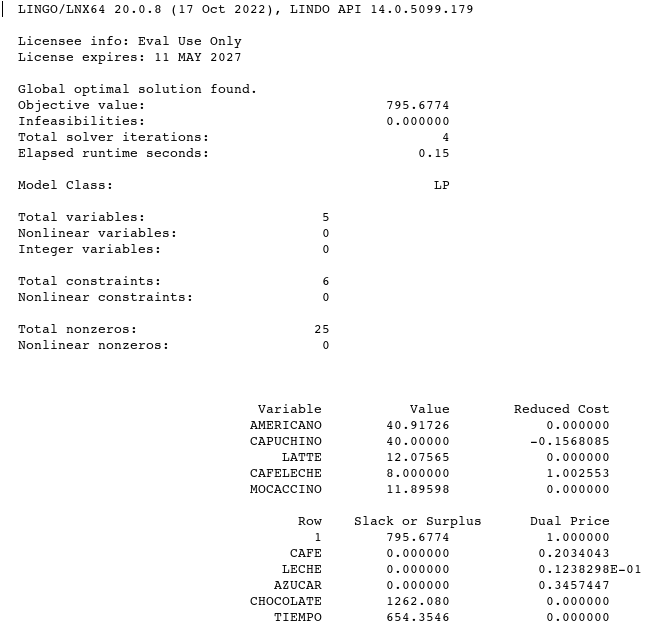 LINGO/LNX64 20.0.8 (17 Oct 2022), LINDO API 14.0.5099.179
Licensee info: Eval Use Only
License expires: 11 MAY 2027
Global optimal solution found.
Objective value: 795.6774
Infeasibilities: 0.000000
Total solver iterations: 4
Elapsed runtime seconds: 0.15
Model Class: LP
Total variables: 5
Nonlinear variables: 0
Integer variables: 0
Total constraints: 6
Nonlinear constraints: 0
Total nonzeros: 25
Nonlinear nonzeros: 0
Variable Value Reduced Cost
AMERICANO 40.91726 0.000000
CAPUCHINO 40.00000 -0.1568085
LATTE 12.07565 0.000000
CAFELECHE 8.000000 1.002553
MOCACCINO 11.89598 0.000000
Row Slack or Surplus Dual Price
1 795.6774 1.000000
CAFE 0.000000 0.2034043
LECHE 0.000000 0.1238298E-01
AZUCAR 0.000000 0.3457447
CHOCOLATE 1262.080 0.000000
TIEMPO 654.3546 0.000000